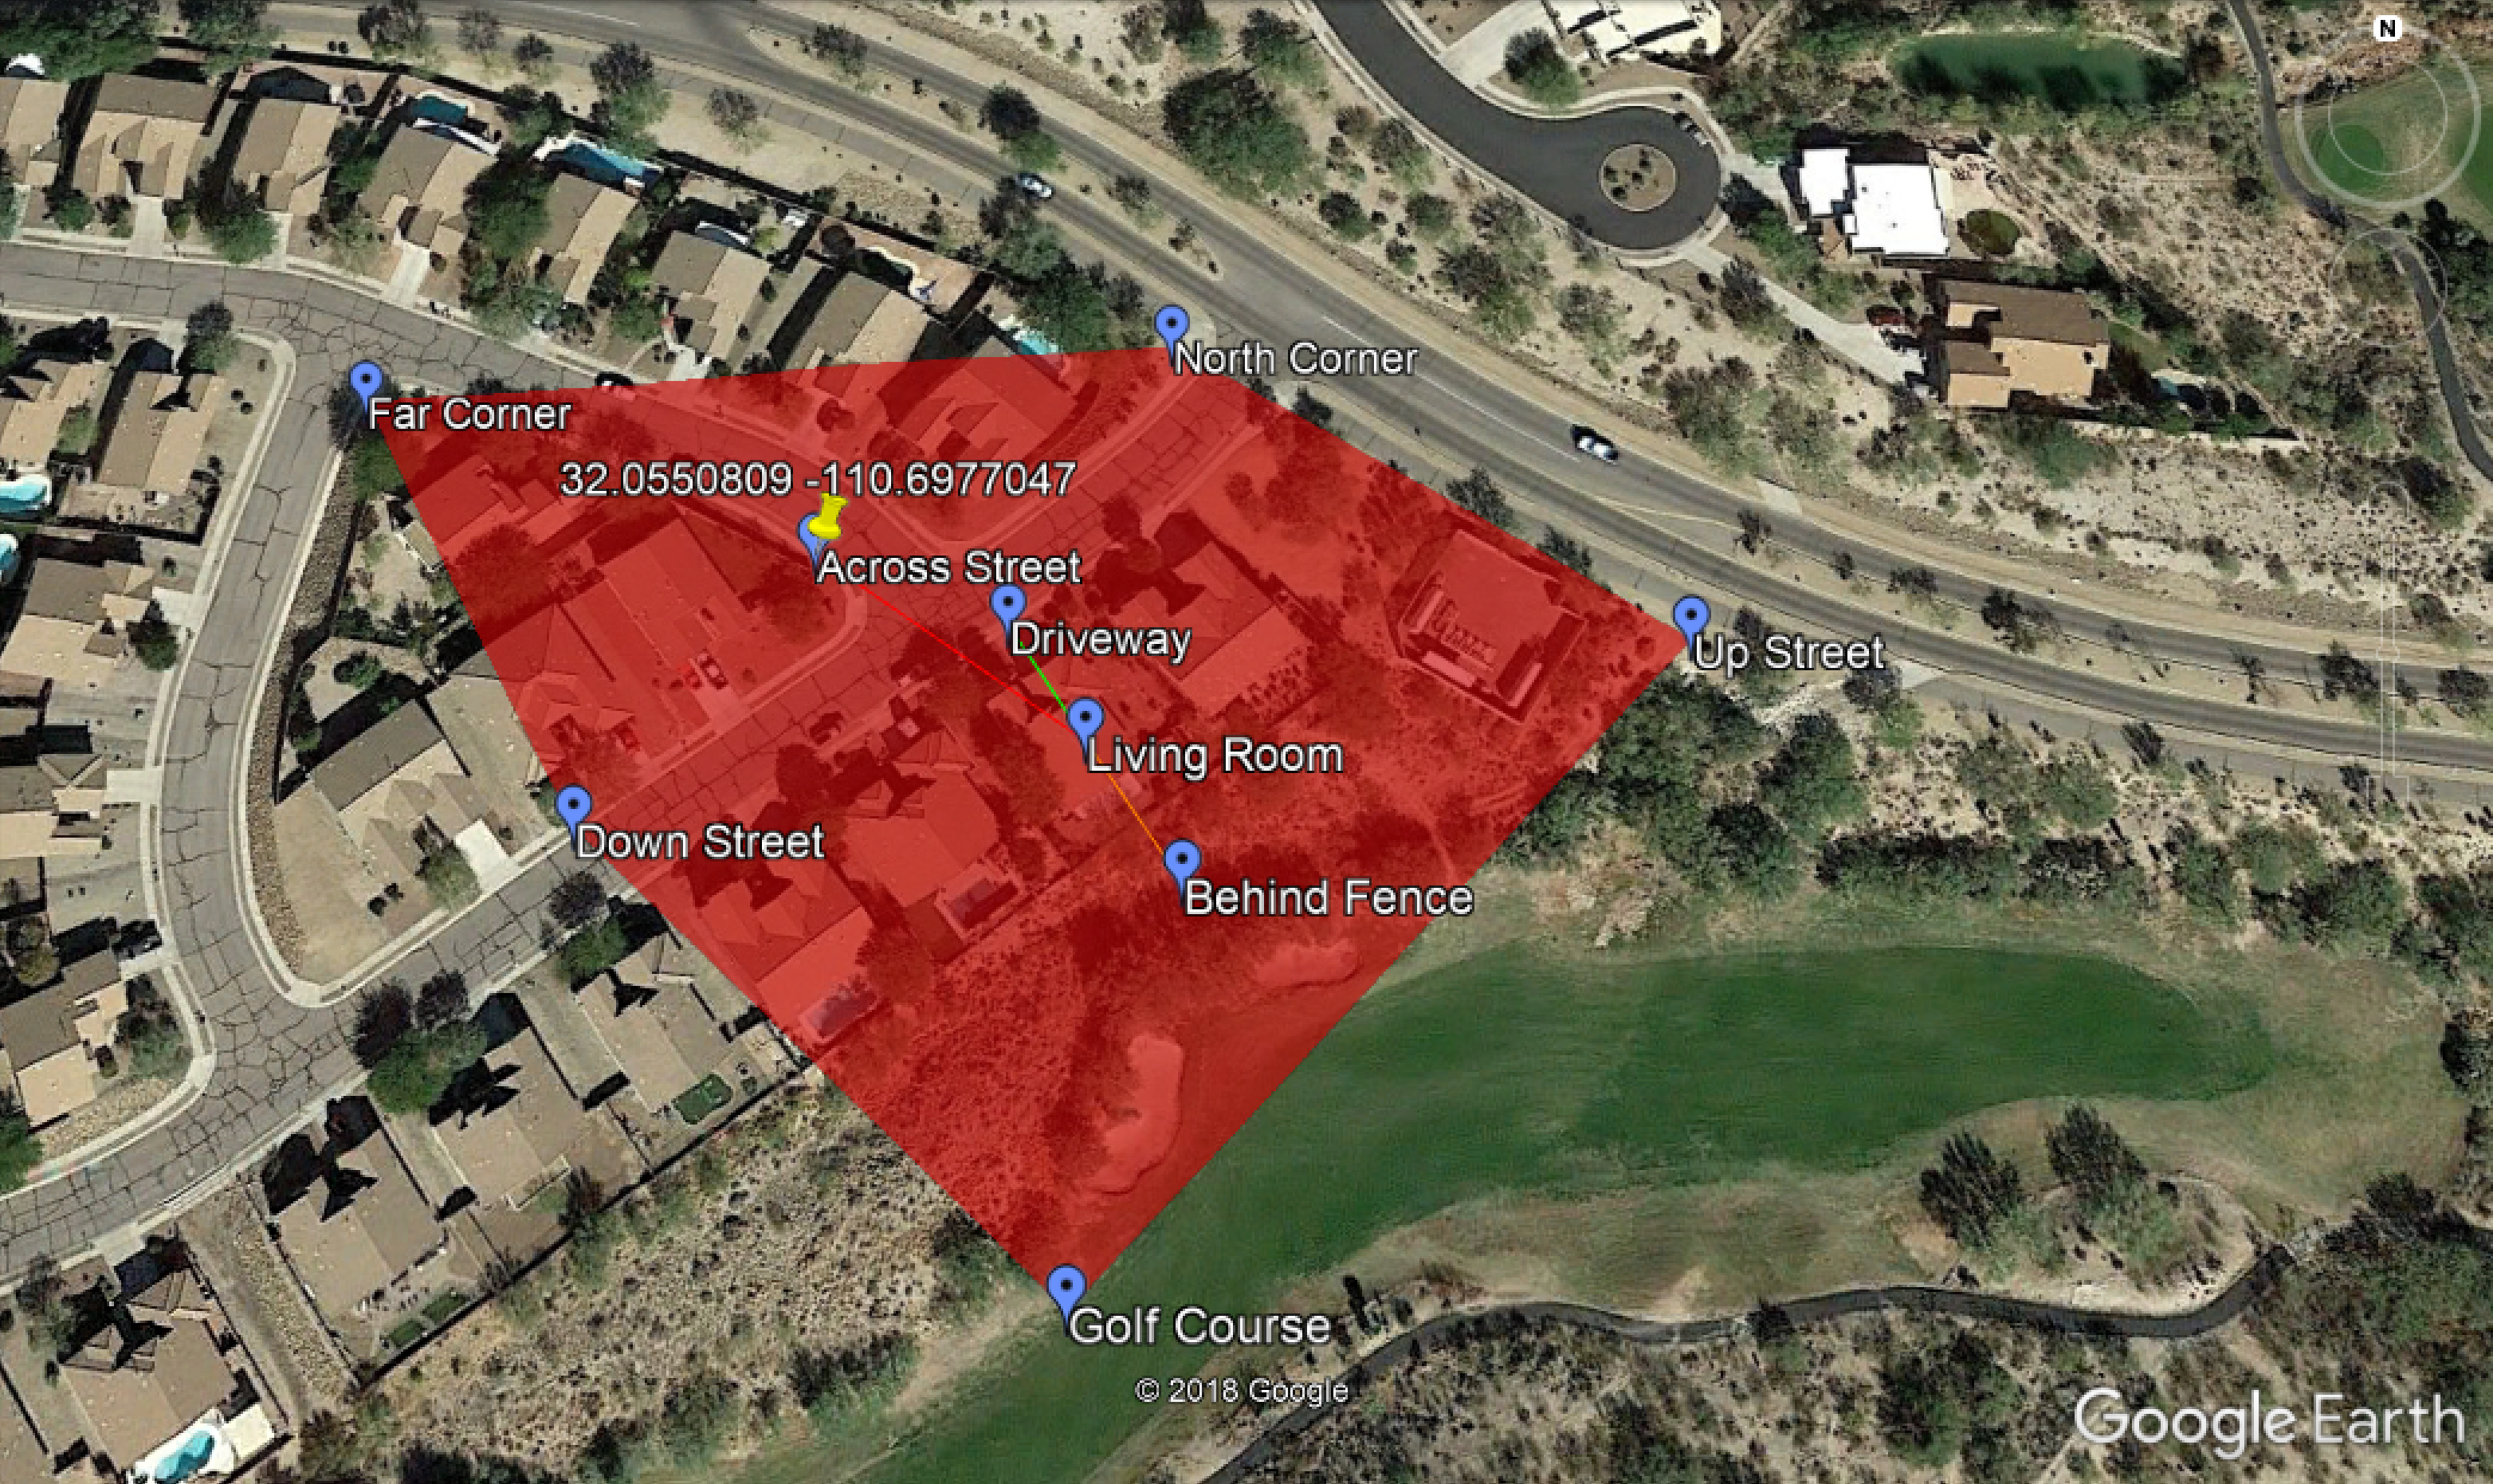 N
North Corner
Far Corner
32.0550809 -110.6977047
Across Street
Driveway
Up Street
Living Room
Down Street
Behind Fence
Golf Course
© 2018 Google
Google Earth